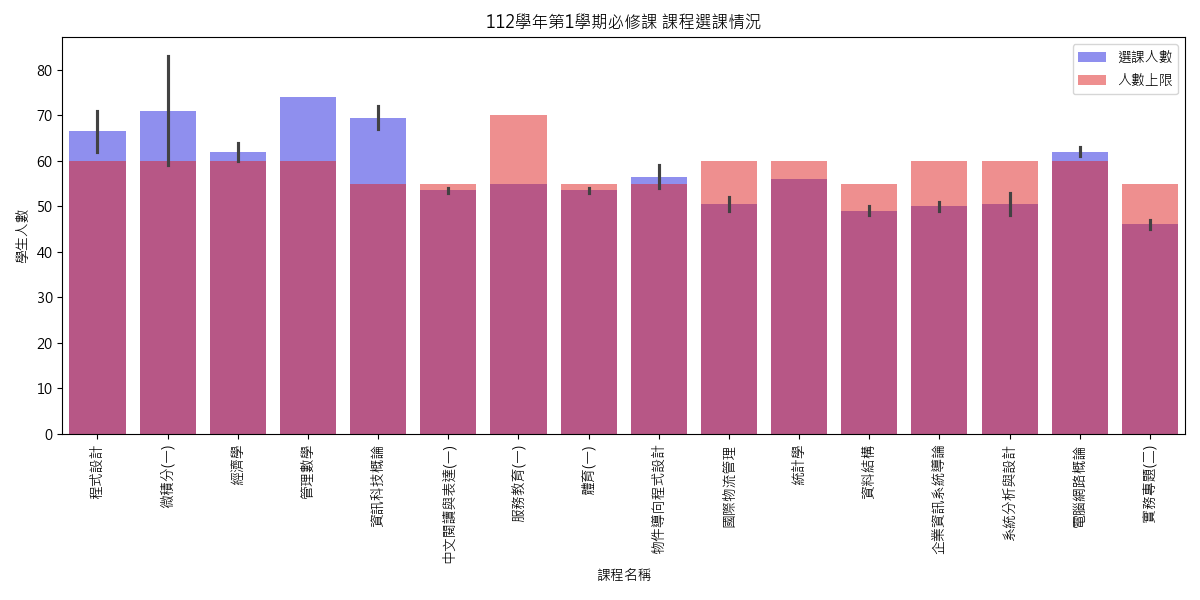 112學年第1學期必修課 課程選課情況
選課人數
人數上限
學生人數
80
70
60
50
40
30
20
10
0
程式設計
微積分(一)
經濟學
管理數學
資訊科技概論
中文閱讀與表達(一)
服務教育(一)
體育(一)
物件導向程式設計
國際物流管理
統計學
資料結構
企業資訊系統導論
系統分析與設計
電腦網路概論
實務專題(二)
課程名稱